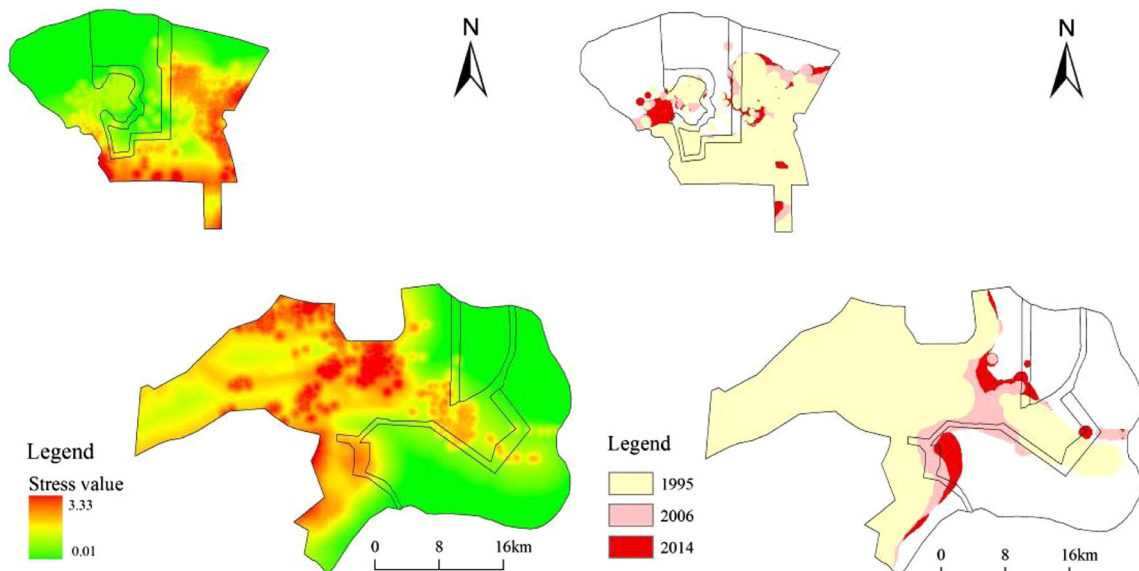 N
N
Legend
Stress value
3.33
0.01
0 8 16km
Legend
1995
2006
2014
0 8 16km